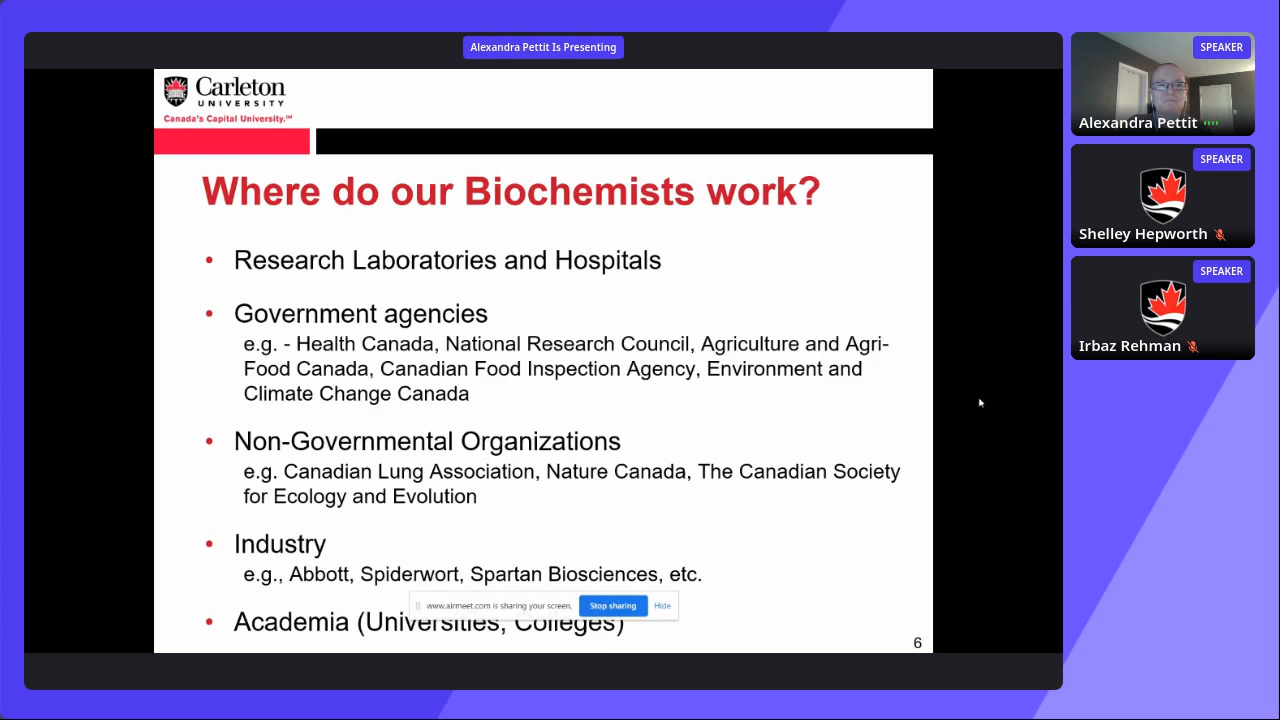 Alexandra Pettit Is Presenting
Carleton
UNIVERSITY
Canada's Capital University.
Where do our Biochemists work?
• Research Laboratories and Hospitals
• Government agencies
e.g. - Health Canada, National Research Council, Agriculture and Agri-
Food Canada, Canadian Food Inspection Agency, Environment and
Climate Change Canada
• Non-Governmental Organizations
e.g. Canadian Lung Association, Nature Canada, The Canadian Society
for Ecology and Evolution
• Industry
e.g., Abbott, Spiderwort, Spartan Biosciences, etc.
www.airmeet.com is sharing your screen.
Stop sharing
Hide
• Academia (Universities, Colleges)
6
SPEAKER
Alexandra Pettit
SPEAKER
Shelley Hepworth
SPEAKER
Irbaz Rehman